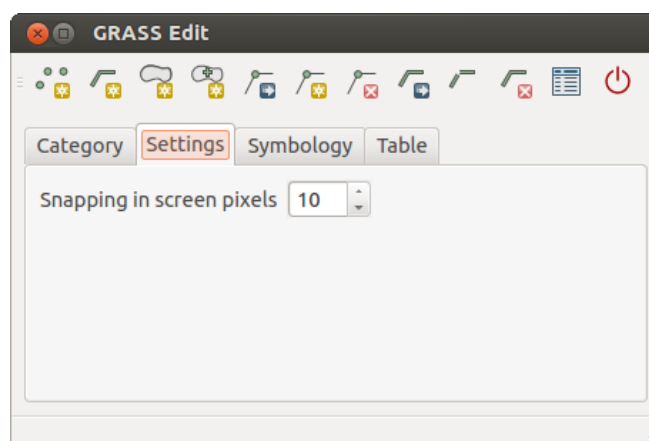 GRASS Edit
Category Settings Symbology Table
Snapping in screen pixels 10